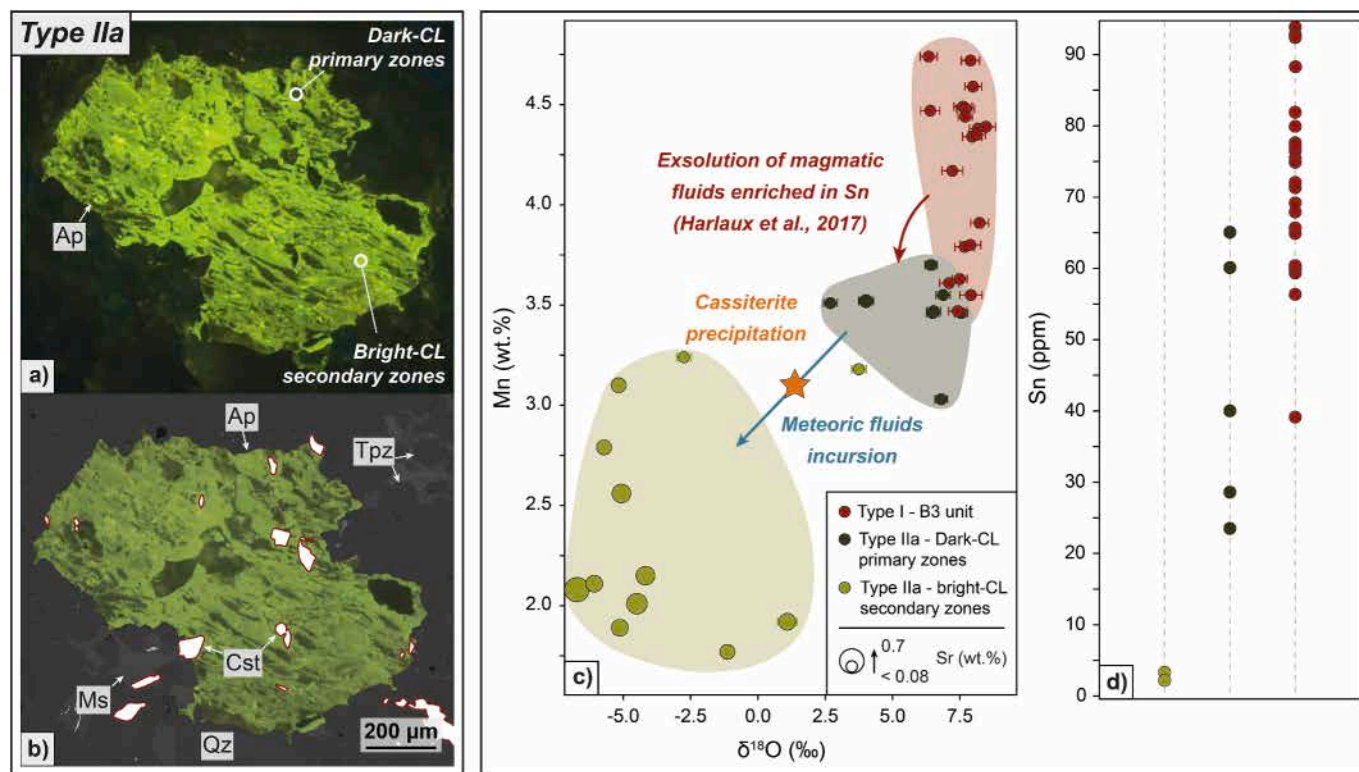 Type IIa
Dark-CL
primary zones
Ap
Bright-CL
secondary zones
a)
Ap
Tpz
Cst
Ms
200 µm
Qz
b)
Mn (wt.%)
4.5
4.0
3.5
3.0
2.5
2.0
Exsolution of magmatic
fluids enriched in Sn
(Harlaux et al., 2017)
Cassiterite
precipitation
Meteoric fluids
incursion
Type I - B3 unit
Type IIa - Dark-CL
primary zones
Type IIa - bright-CL
secondary zones
0.7
< 0.08
Sr (wt.%)
c)
-5.0
-2.5
0.0
2.5
5.0
7.5
δ18O (‰)
Sn (ppm)
90
80
70
60
50
40
30
20
10
0
d)